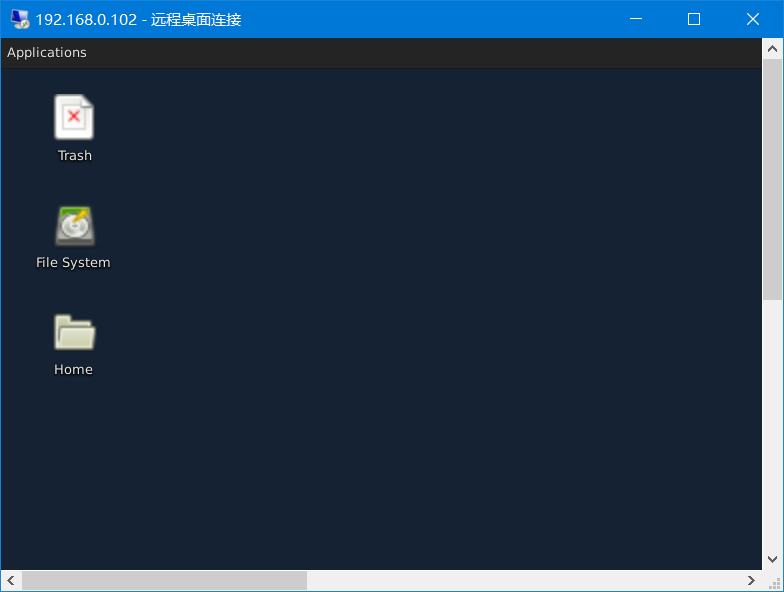 192.168.0.102 - 远程桌面连接
Applications
Trash
File System
Home